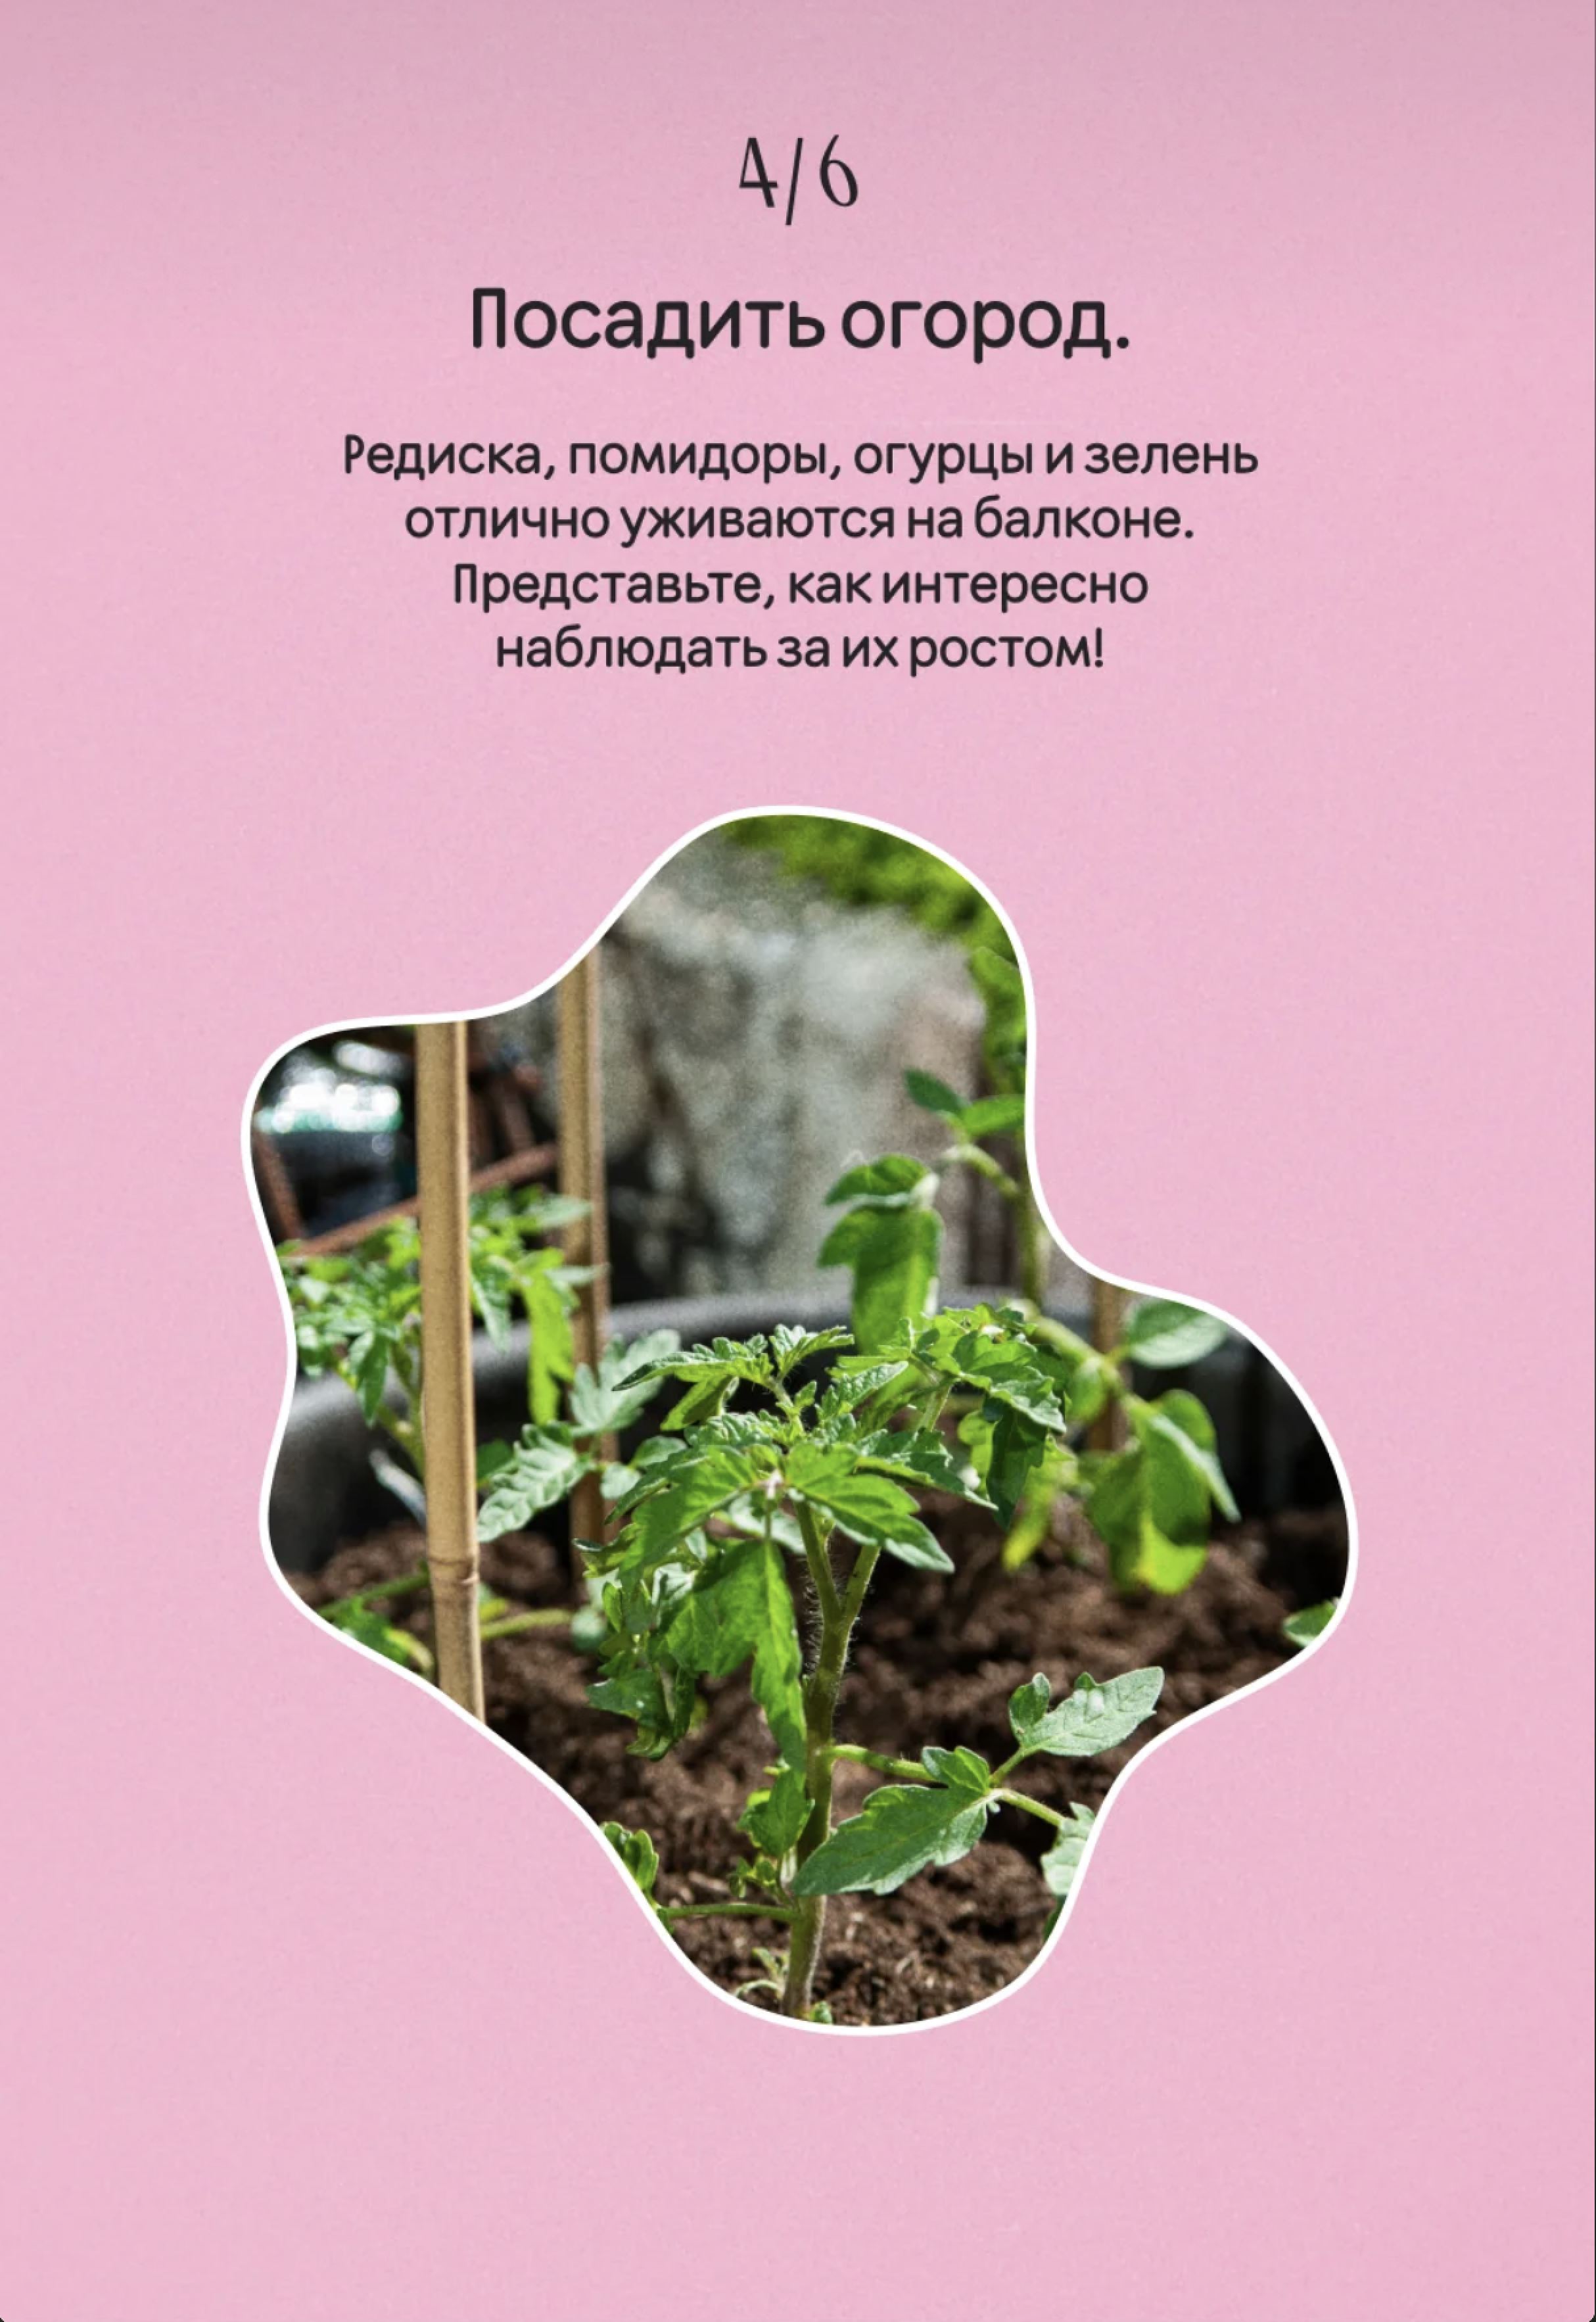 4/6
Посадить огород.
Редиска, помидоры, огурцы и зелень
отлично уживаются на балконе.
Представьте, как интересно
наблюдать за их ростом!